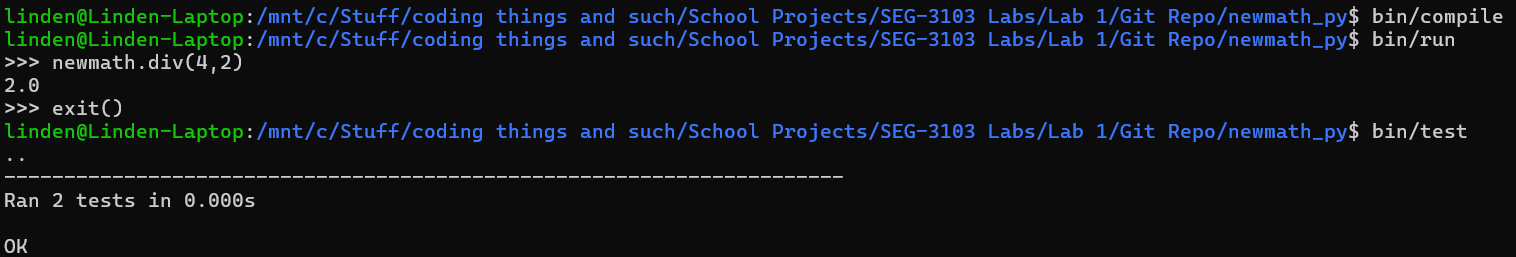 linden@Linden-Laptop:/mnt/c/Stuff/coding things and such/School Projects/SEG-3103 Labs/Lab 1/Git Repo/newmath_py$ bin/compile
linden@Linden-Laptop:/mnt/c/Stuff/coding things and such/School Projects/SEG-3103 Labs/Lab 1/Git Repo/newmath_py$ bin/run
>>> newmath.div(4,2)
2.0
>>> exit()
linden@Linden-Laptop:/mnt/c/Stuff/coding things and such/School Projects/SEG-3103 Labs/Lab 1/Git Repo/newmath_py$ bin/test
..
----------------------------------------------------------------------
Ran 2 tests in 0.000s

OK